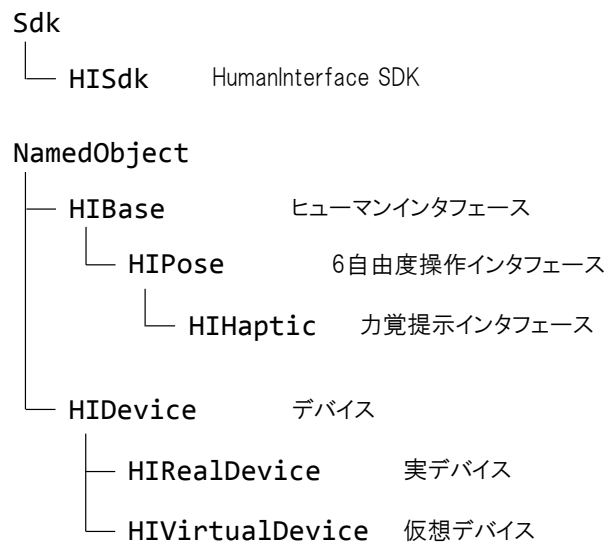 Sdk
HISdk HumanInterface SDK
NamedObject
HIBase ヒューマンインタフェース
HIPose 6自由度操作インタフェース
HIHaptic 力覚提示インタフェース
HIDevice デバイス
HIRealDevice 実デバイス
HIVirtualDevice 仮想デバイス